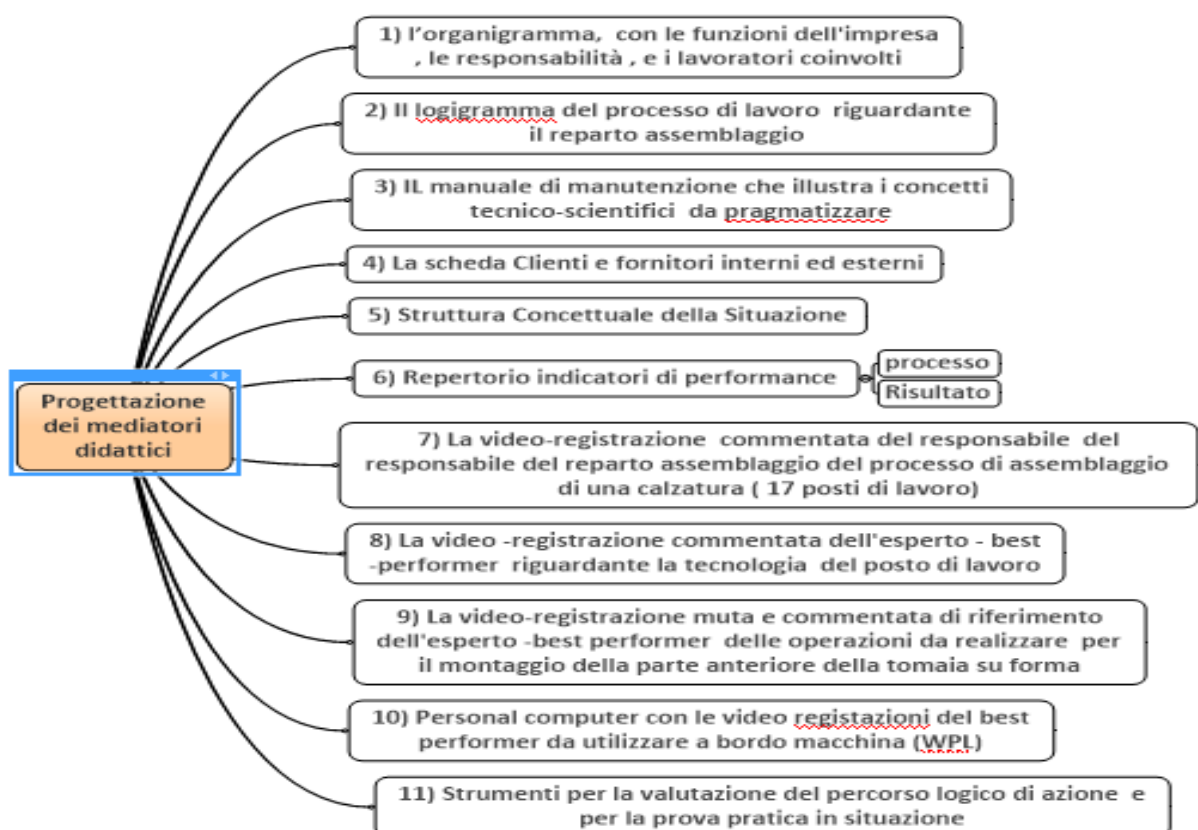 1) l'organigramma, con le funzioni dell'impresa
, le responsabilità , e i lavoratori coinvolti
2) Il logigramma del processo di lavoro riguardante
il reparto assemblaggio
3) IL manuale di manutenzione che illustra i concetti
tecnico-scientifici da pragmatizzare
4) La scheda Clienti e fornitori interni ed esterni
5) Struttura Concettuale della Situazione
6) Repertorio indicatori di performance
processo
Risultato
Progettazione
dei mediatori
didattici
7) La video-registrazione commentata del responsabile del
responsabile del reparto assemblaggio del processo di assemblaggio
di una calzatura ( 17 posti di lavoro)
8) La video -registrazione commentata dell'esperto - best
-performer riguardante la tecnologia del posto di lavoro
9) La video-registrazione muta e commentata di riferimento
dell'esperto -best performer delle operazioni da realizzare per
il montaggio della parte anteriore della tomaia su forma
10) Personal computer con le video registazioni del best
performer da utilizzare a bordo macchina (WPL)
11) Strumenti per la valutazione del percorso logico di azione e
per la prova pratica in situazione